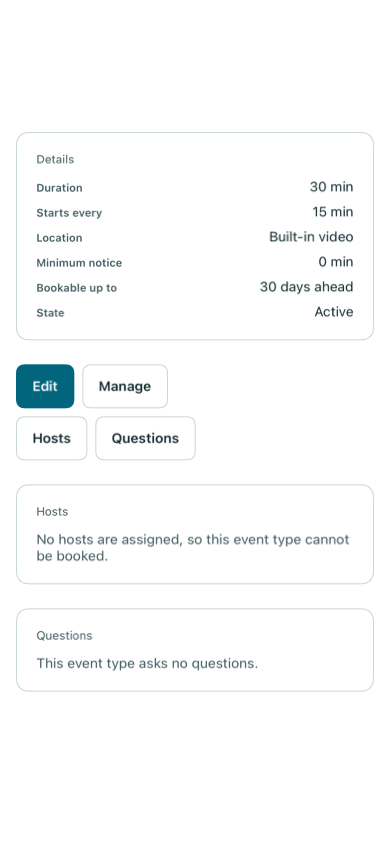 Details
Duration 30 min
Starts every 15 min
Location Built-in video
Minimum notice 0 min
Bookable up to 30 days ahead
State Active
Edit Manage
Hosts Questions
Hosts
No hosts are assigned, so this event type cannot
be booked.
Questions
This event type asks no questions.